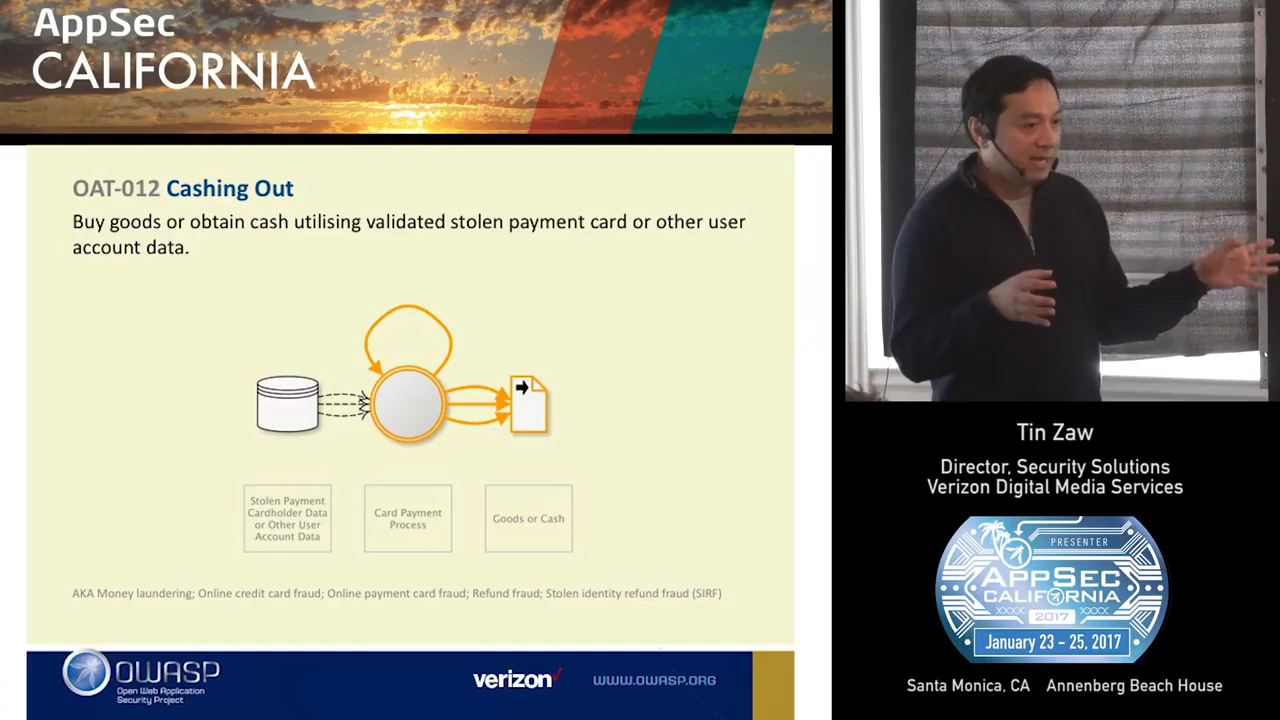 AppSec
CALIFORNIA
OAT-012 Cashing Out
Buy goods or obtain cash utilising validated stolen payment card or other user
account data.
Stolen Payment
Cardholder Data
or Other User
Account Data
Card Payment
Process
Goods or Cash
AKA Money laundering; Online credit card fraud; Online payment card fraud; Refund fraud; Stolen identity refund fraud (SIRF)
OWASP
Open Web Application
Security Project
verizon
WWW.OWASP.ORG
Tin Zaw
Director, Security Solutions
Verizon Digital Media Services
PRESENTER
APPSEC
CALIFORNIA
2017
January 23 - 25, 2017
Santa Monica, CA Annenberg Beach House